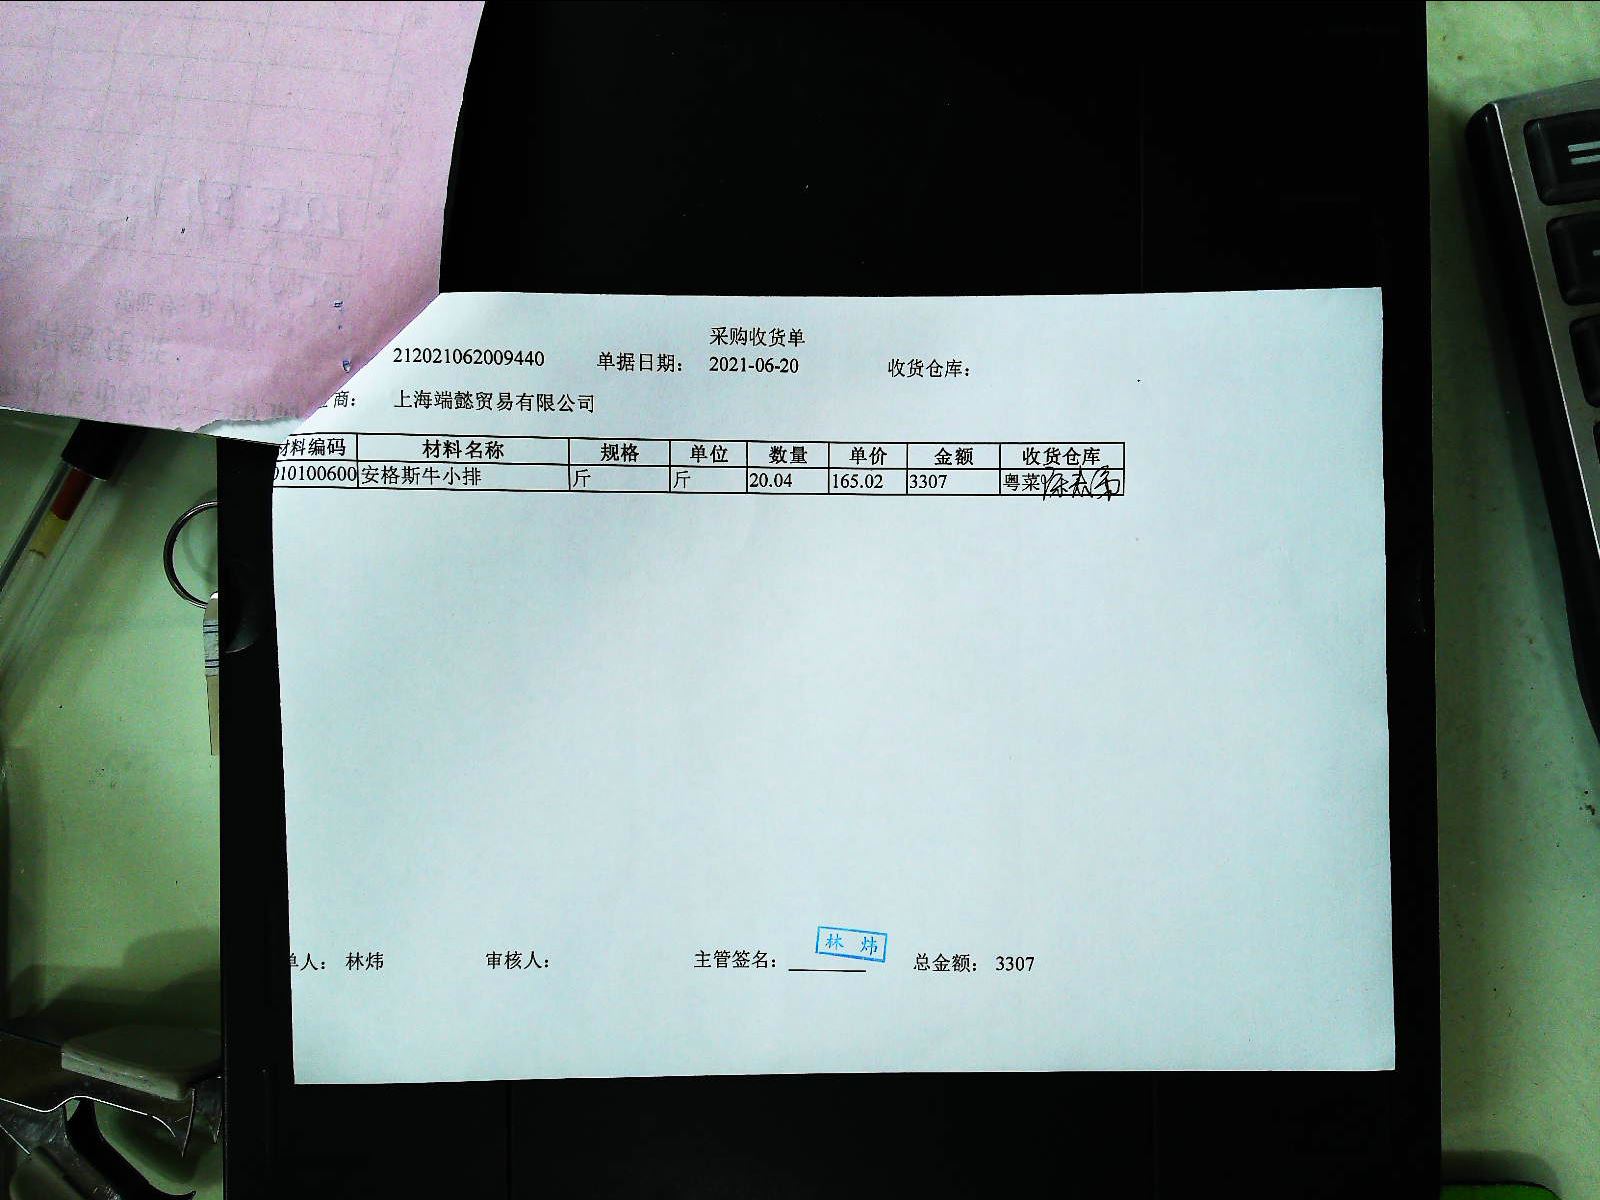 采购收货单
212021062009440 单据日期： 2021-06-20 收货仓库：
商： 上海端懿贸易有限公司
材料编码 材料名称 规格 单位 数量 单价 金额 收货仓库
010100600 安格斯牛小排 斤 斤 20.04 165.02 3307 粤菜
林 炜
单人： 林炜 审核人： 主管签名： 总金额： 3307